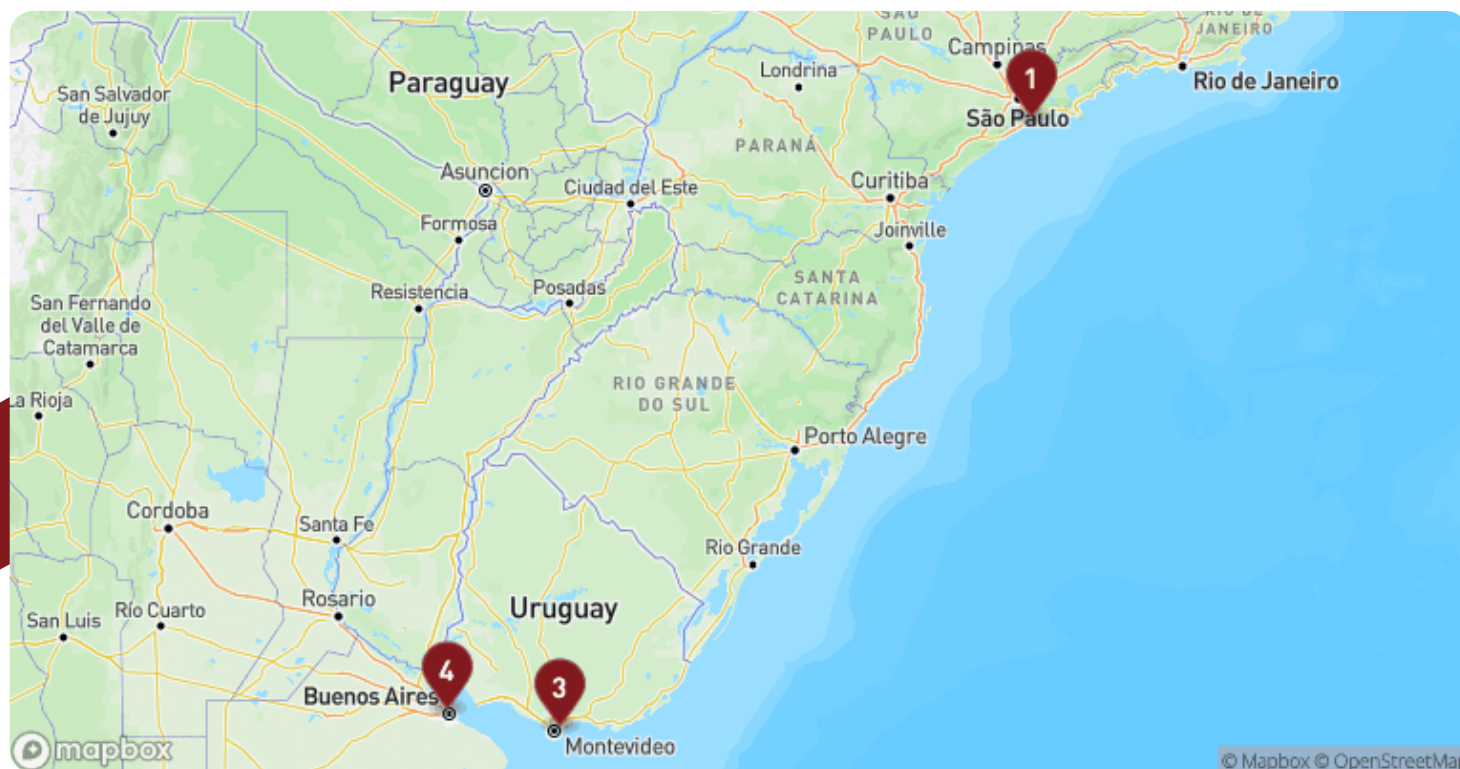 SÃO
PAULO
RIO DE
JANEIRO
Campinas
1
Paraguay
Londrina
Rio de Janeiro
San Salvador
de Jujuy
São Paulo
PARANÁ
Asuncion
Ciudad del Este
Curitiba
Formosa
Joinville
SANTA
CATARINA
Resistencia
Posadas
San Fernando
del Valle de
Catamarca
RIO GRANDE
DO SUL
La Rioja
Porto Alegre
Cordoba
Santa Fe
Rio Grande
Rosario
Río Cuarto
Uruguay
San Luis
4
3
Buenos Aires
Montevideo
mapbox
© Mapbox © OpenStreetMap